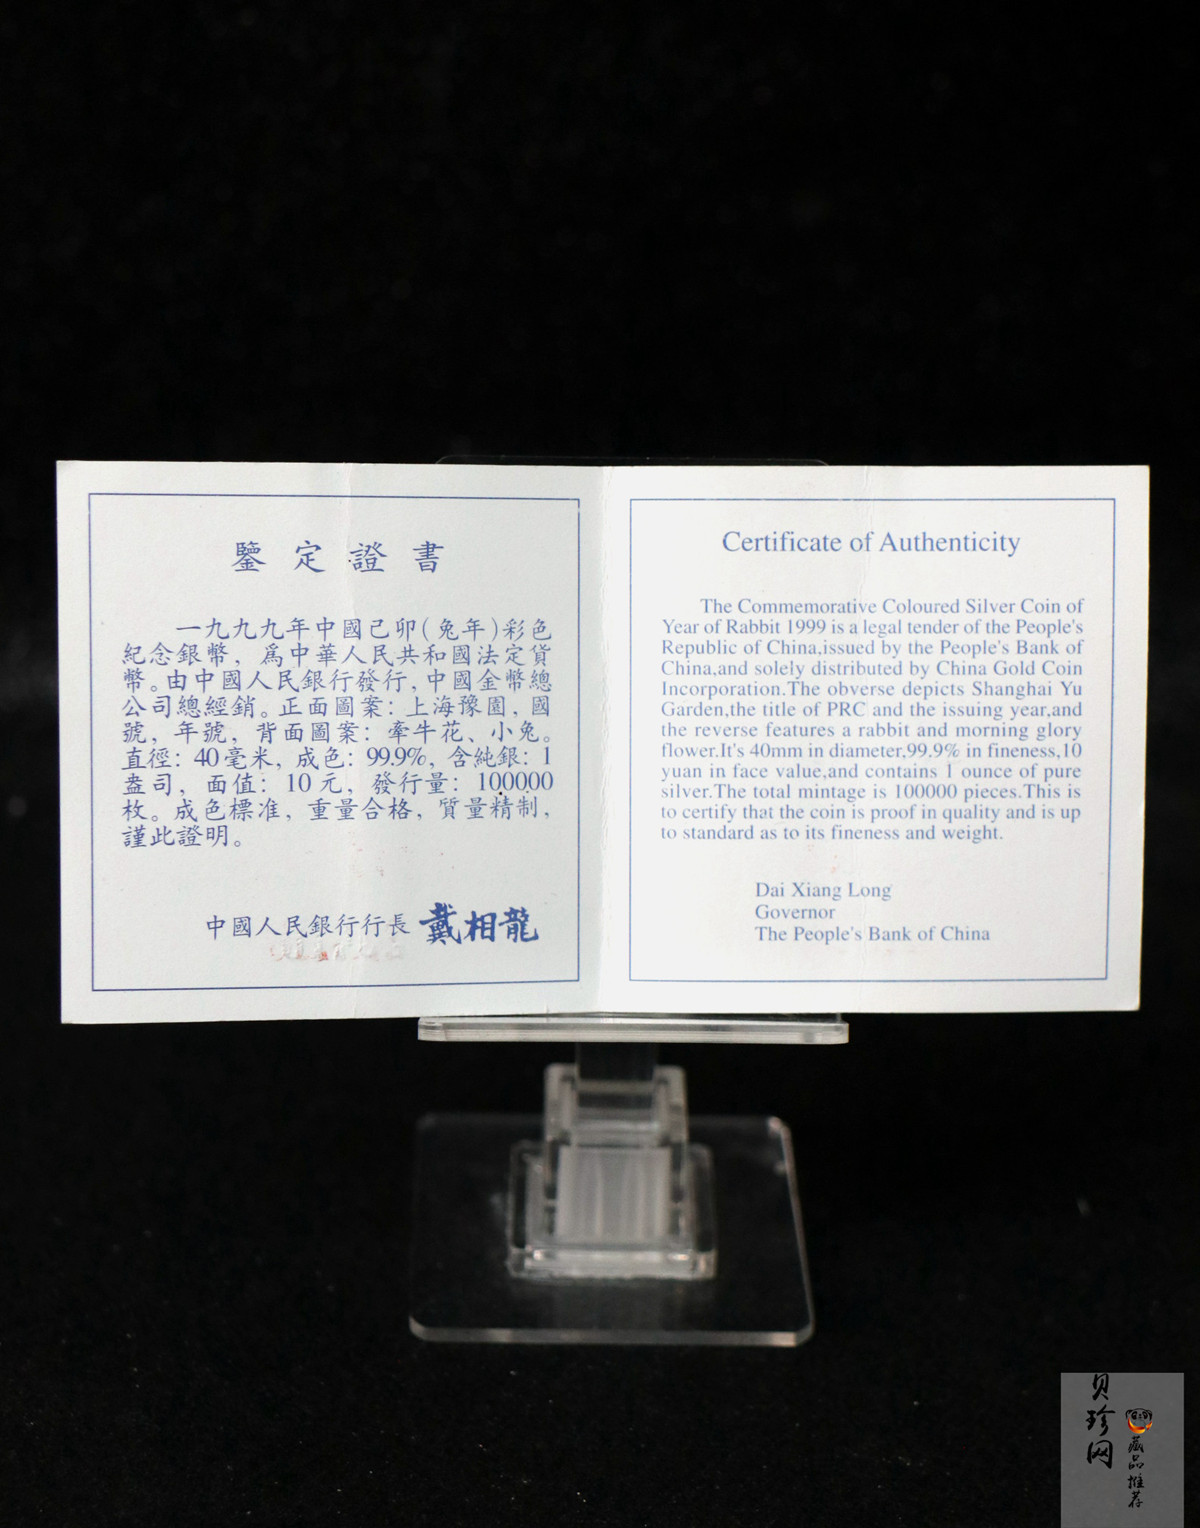 鑒定證書
一九九九年中國己卯(兔年)彩色
紀念銀幣，爲中華人民共和國法定貨
幣。由中國人民銀行發行，中國金幣總
公司總經銷。正面圖案：上海豫園，國
號，年號，背面圖案：牽牛花、小兔。
直徑：40毫米，成色：99.9%，含純銀：1
盎司，面值：10元，發行量：100000
枚。成色標准，重量合格，質量精制，
謹此證明。
中國人民銀行行長 戴相龍
Certificate of Authenticity
The Commemorative Coloured Silver Coin of
Year of Rabbit 1999 is a legal tender of the People's
Republic of China,issued by the People's Bank of
China,and solely distributed by China Gold Coin
Incorporation.The obverse depicts Shanghai Yu
Garden,the title of PRC and the issuing year,and
the reverse features a rabbit and morning glory
flower.It's 40mm in diameter,99.9% in fineness,10
yuan in face value,and contains 1 ounce of pure
silver.The total mintage is 100000 pieces.This is
to certify that the coin is proof in quality and is up
to standard as to its fineness and weight.
Dai Xiang Long
Governor
The People's Bank of China
贝珍网
藏品推荐